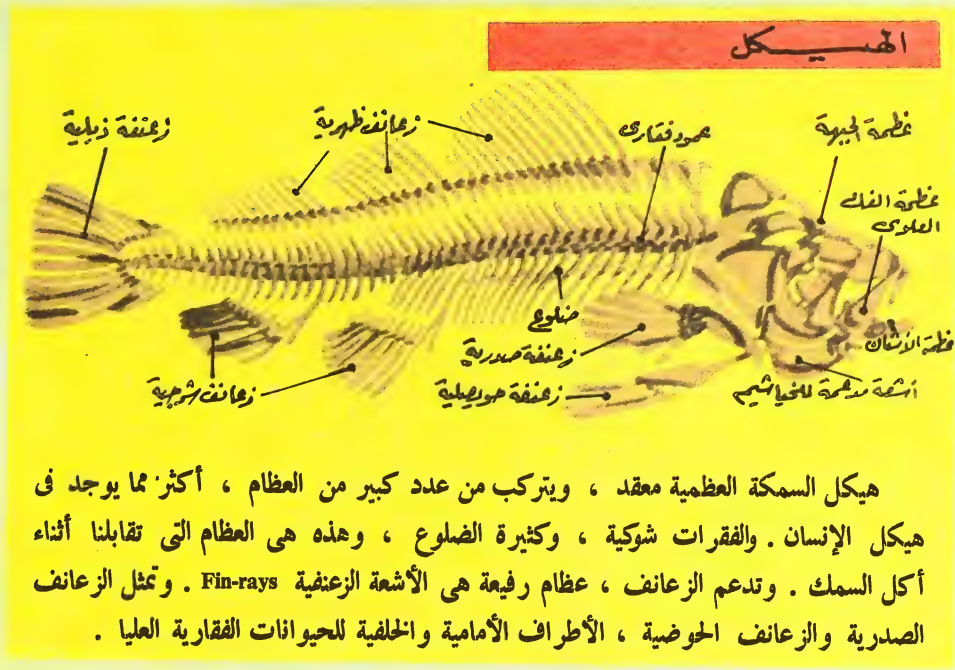 الهيكل
زعنفة ذيلية
زعانف ظهرية
عمود فقارى
عظمة الجبهة
عظمة الفك
العلوى
عظمة الأسنان
ضلوع
زعنفة صدرية
زعنفة حويصلية
زعانف شرجية
أشعة مدعمة للخياشيم
هيكل السمكة العظمية معقد ، ويتركب من عدد كبير من العظام ، أكثر مما يوجد فى
هيكل الإنسان . والفقرات شوكية ، وكثيرة الضلوع ، وهذه هى العظام التى تقابلنا أثناء
أكل السمك . وتدعم الزعانف ، عظام رفيعة هى الأشعة الزعنفية Fin-rays . وتمثل الزعانف
الصدرية والزعانف الحوضية ، الأطراف الأمامية والخلفية للحيوانات الفقارية العليا .